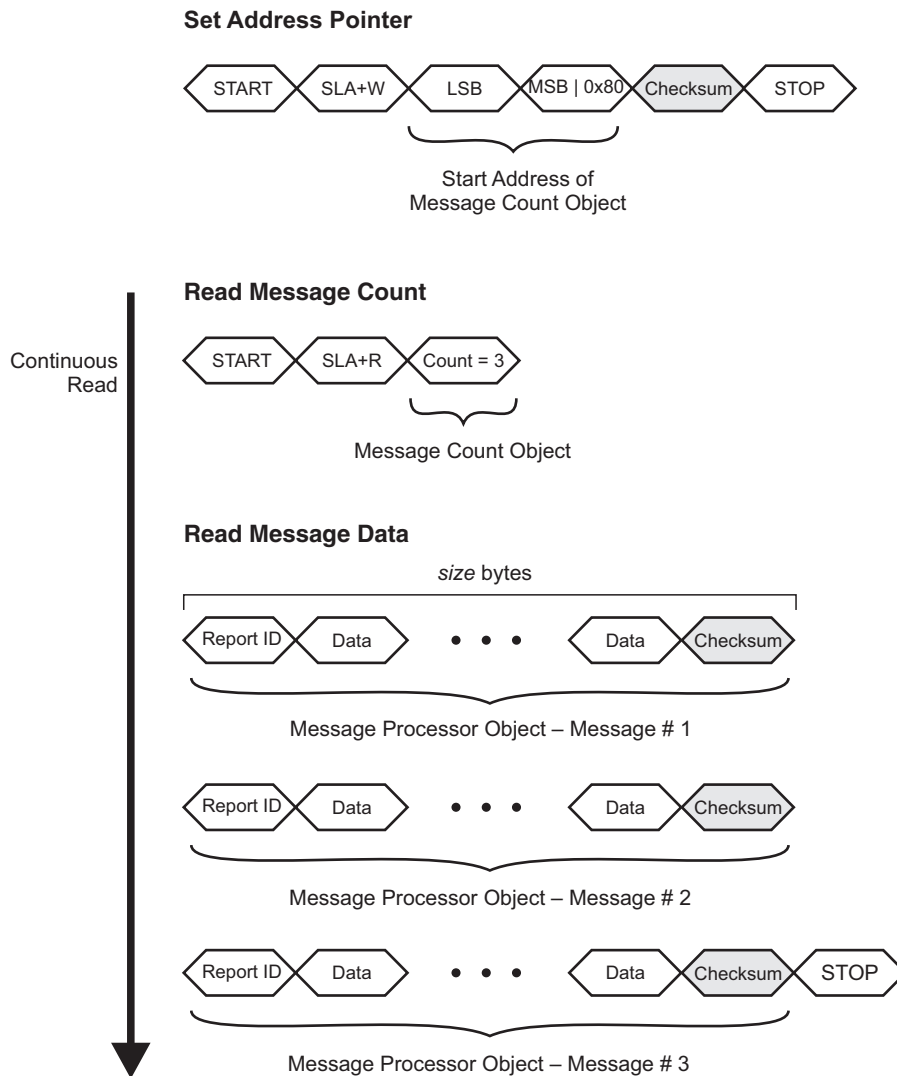 Set Address Pointer
START SLA+W LSB MSB | 0x80 Checksum STOP
Start Address of
Message Count Object
Read Message Count
Continuous
Read
START SLA+R Count = 3
Message Count Object
Read Message Data
size bytes
Report ID Data Data Checksum
Message Processor Object – Message # 1
Report ID Data Data Checksum
Message Processor Object – Message # 2
Report ID Data Data Checksum STOP
Message Processor Object – Message # 3